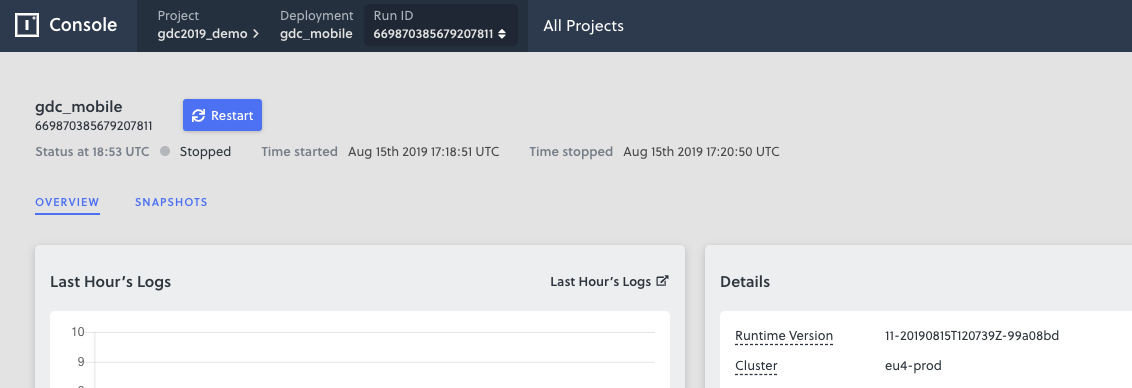 Console
Project
gdc2019_demo
Deployment
gdc_mobile
Run ID
669870385679207811
All Projects
gdc_mobile
669870385679207811
Restart
Status at 18:53 UTC Stopped Time started Aug 15th 2019 17:18:51 UTC Time stopped Aug 15th 2019 17:20:50 UTC
OVERVIEW SNAPSHOTS
Last Hour's Logs Last Hour's Logs
10
9
Details
Runtime Version 11-20190815T120739Z-99a08bd
Cluster eu4-prod